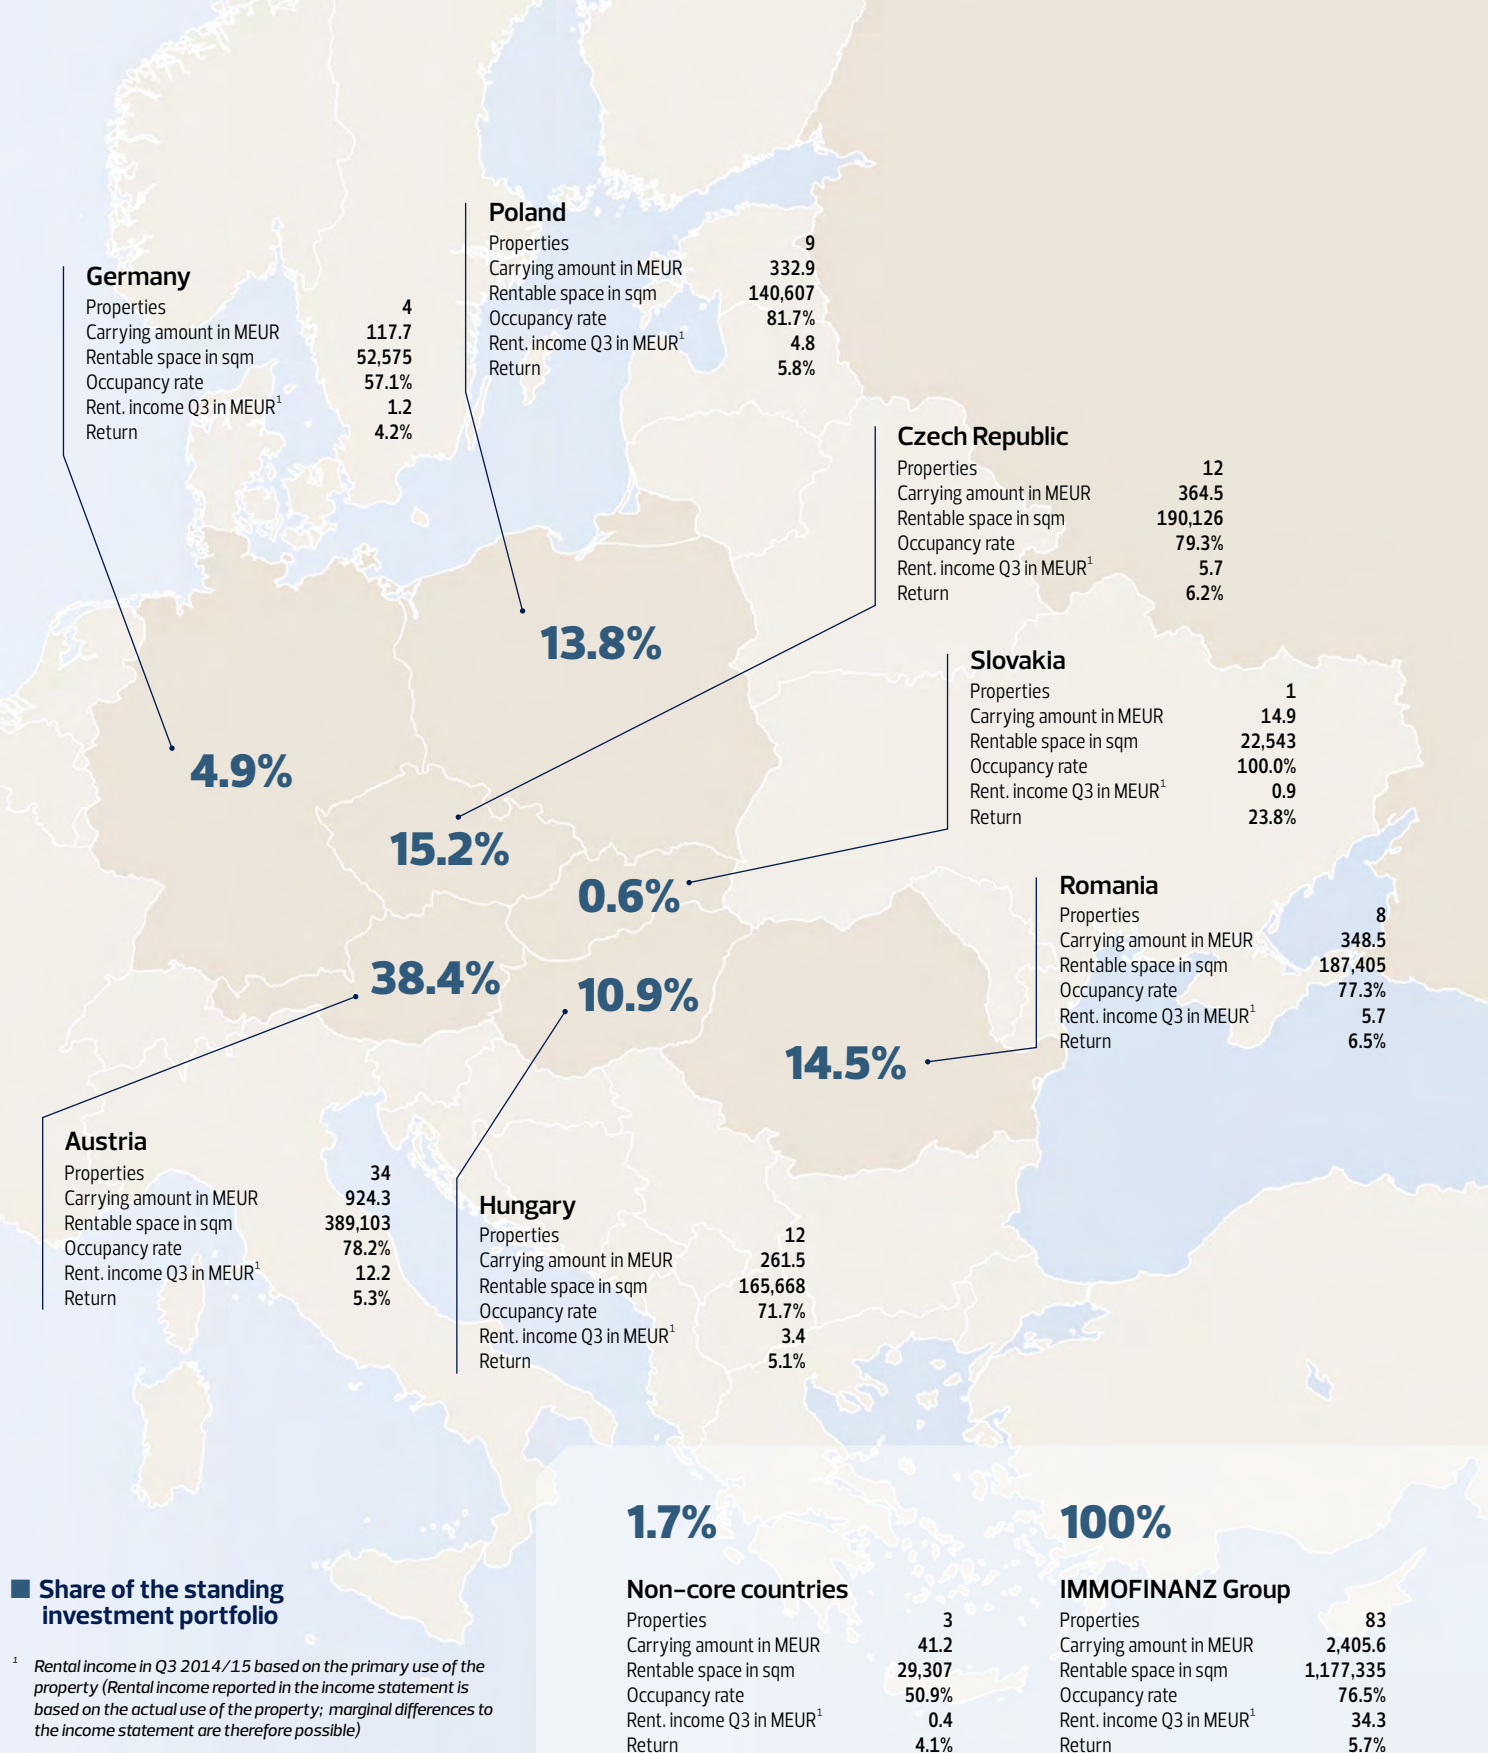 Poland
Properties 9
Carrying amount in MEUR 332.9
Rentable space in sqm 140,607
Occupancy rate 81.7%
Rent. income Q3 in MEUR¹ 4.8
Return 5.8%
Germany
Properties 4
Carrying amount in MEUR 117.7
Rentable space in sqm 52,575
Occupancy rate 57.1%
Rent. income Q3 in MEUR¹ 1.2
Return 4.2%
Czech Republic
Properties 12
Carrying amount in MEUR 364.5
Rentable space in sqm 190,126
Occupancy rate 79.3%
Rent. income Q3 in MEUR¹ 5.7
Return 6.2%
13.8%
Slovakia
Properties 1
Carrying amount in MEUR 14.9
Rentable space in sqm 22,543
Occupancy rate 100.0%
Rent. income Q3 in MEUR¹ 0.9
Return 23.8%
4.9%
15.2%
0.6%
Romania
Properties 8
Carrying amount in MEUR 348.5
Rentable space in sqm 187,405
Occupancy rate 77.3%
Rent. income Q3 in MEUR¹ 5.7
Return 6.5%
38.4%
10.9%
14.5%
Austria
Properties 34
Carrying amount in MEUR 924.3
Rentable space in sqm 389,103
Occupancy rate 78.2%
Rent. income Q3 in MEUR¹ 12.2
Return 5.3%
Hungary
Properties 12
Carrying amount in MEUR 261.5
Rentable space in sqm 165,668
Occupancy rate 71.7%
Rent. income Q3 in MEUR¹ 3.4
Return 5.1%
1.7%
Non-core countries
Properties 3
Carrying amount in MEUR 41.2
Rentable space in sqm 29,307
Occupancy rate 50.9%
Rent. income Q3 in MEUR¹ 0.4
Return 4.1%
100%
IMMOFINANZ Group
Properties 83
Carrying amount in MEUR 2,405.6
Rentable space in sqm 1,177,335
Occupancy rate 76.5%
Rent. income Q3 in MEUR¹ 34.3
Return 5.7%
Share of the standing
investment portfolio
¹ Rental income in Q3 2014/15 based on the primary use of the
property (Rental income reported in the income statement is
based on the actual use of the property; marginal differences to
the income statement are therefore possible)